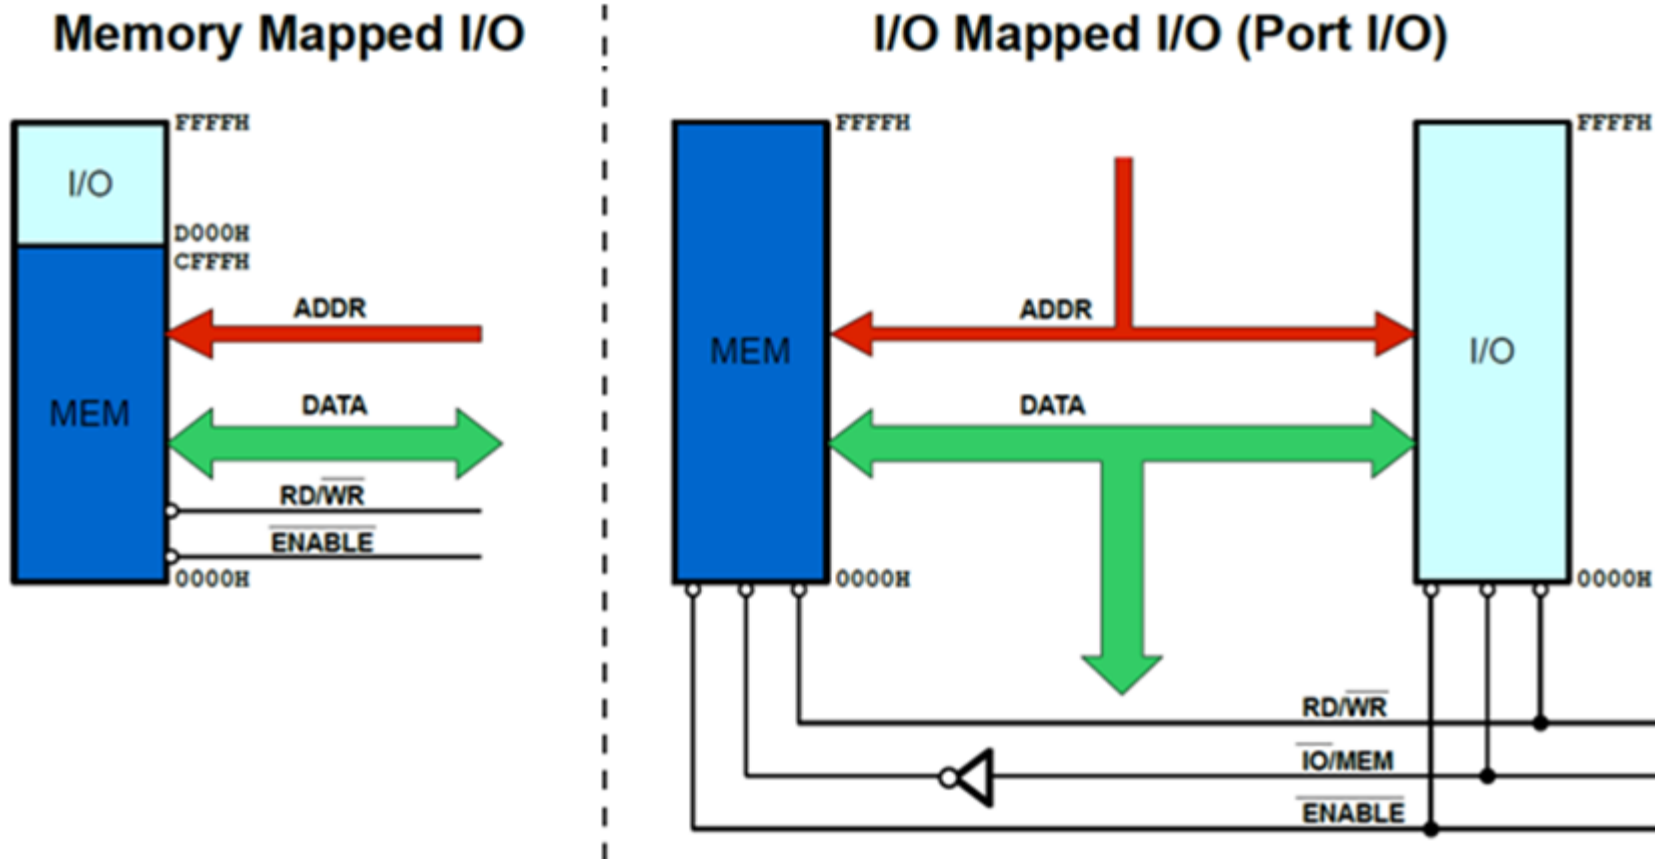 Memory Mapped I/O
I/O
MEM
FFFFH
D000H
CFFFH
ADDR
DATA
RD/WR
ENABLE
0000H
I/O Mapped I/O (Port I/O)
MEM
FFFFH
0000H
ADDR
DATA
I/O
FFFFH
0000H
RD/WR
IO/MEM
ENABLE